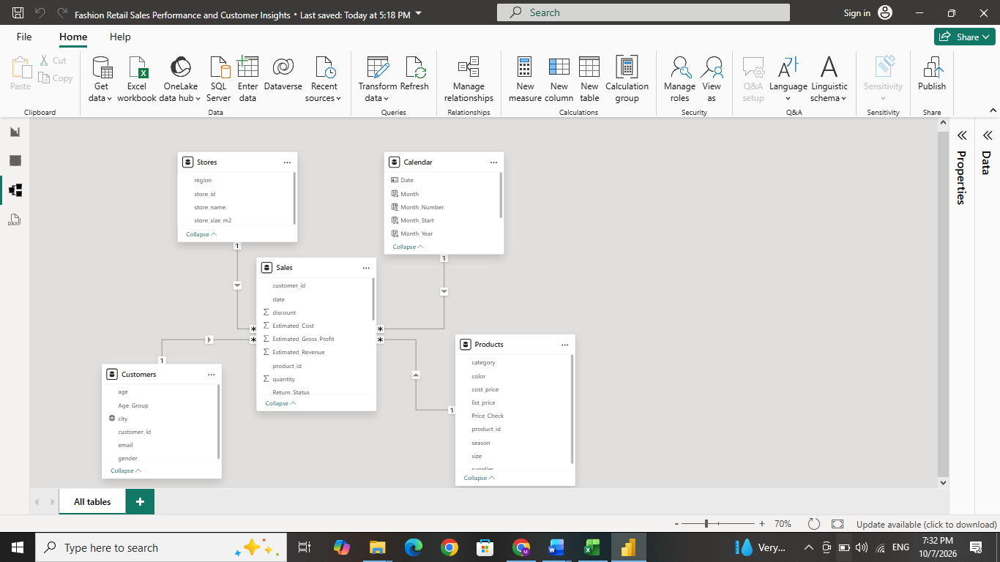 Fashion Retail Sales Performance and Customer Insights • Last saved: Today at 5:18 PM
Search
Sign in
File
Home
Help
Share
Paste
Cut
Copy
Get data
Excel workbook
OneLake data hub
SQL Server
Enter data
Dataverse
Recent sources
Transform data
Refresh
Manage relationships
New measure
New column
New table
Calculation group
Manage roles
View as
Q&A setup
Language
Linguistic schema
Sensitivity
Publish
Clipboard
Data
Queries
Relationships
Calculations
Security
Q&A
Sensitivity
Share
DAX
Stores
region
store_id
store_name
store_size_m2
Collapse
1
Calendar
Date
Month
Month_Number
Month_Start
Month_Year
Collapse
1
Sales
customer_id
date
discount
Estimated_Cost
Estimated_Gross_Profit
Estimated_Revenue
product_id
quantity
Return_Status
Collapse
* 
*
*
*
1
Customers
age
Age_Group
city
customer_id
email
gender
Collapse
1
Products
category
color
cost_price
list_price
Price_Check
product_id
season
size
supplier
Collapse
Properties
Data
All tables
+
- + 70%
Update available (click to download)
Type here to search
Very...
ENG
7:32 PM
10/7/2026